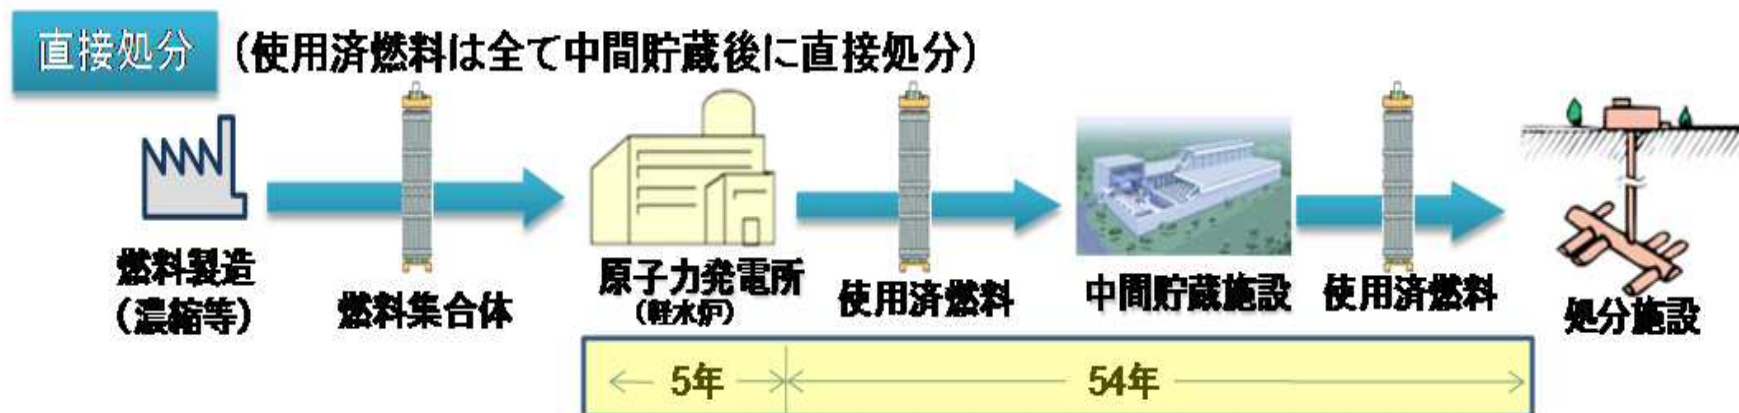 直接処分 (使用済燃料は全て中間貯蔵後に直接処分)
燃料製造
(濃縮等)
燃料集合体
原子力発電所
(軽水炉)
使用済燃料
中間貯蔵施設
使用済燃料
処分施設
5年
54年